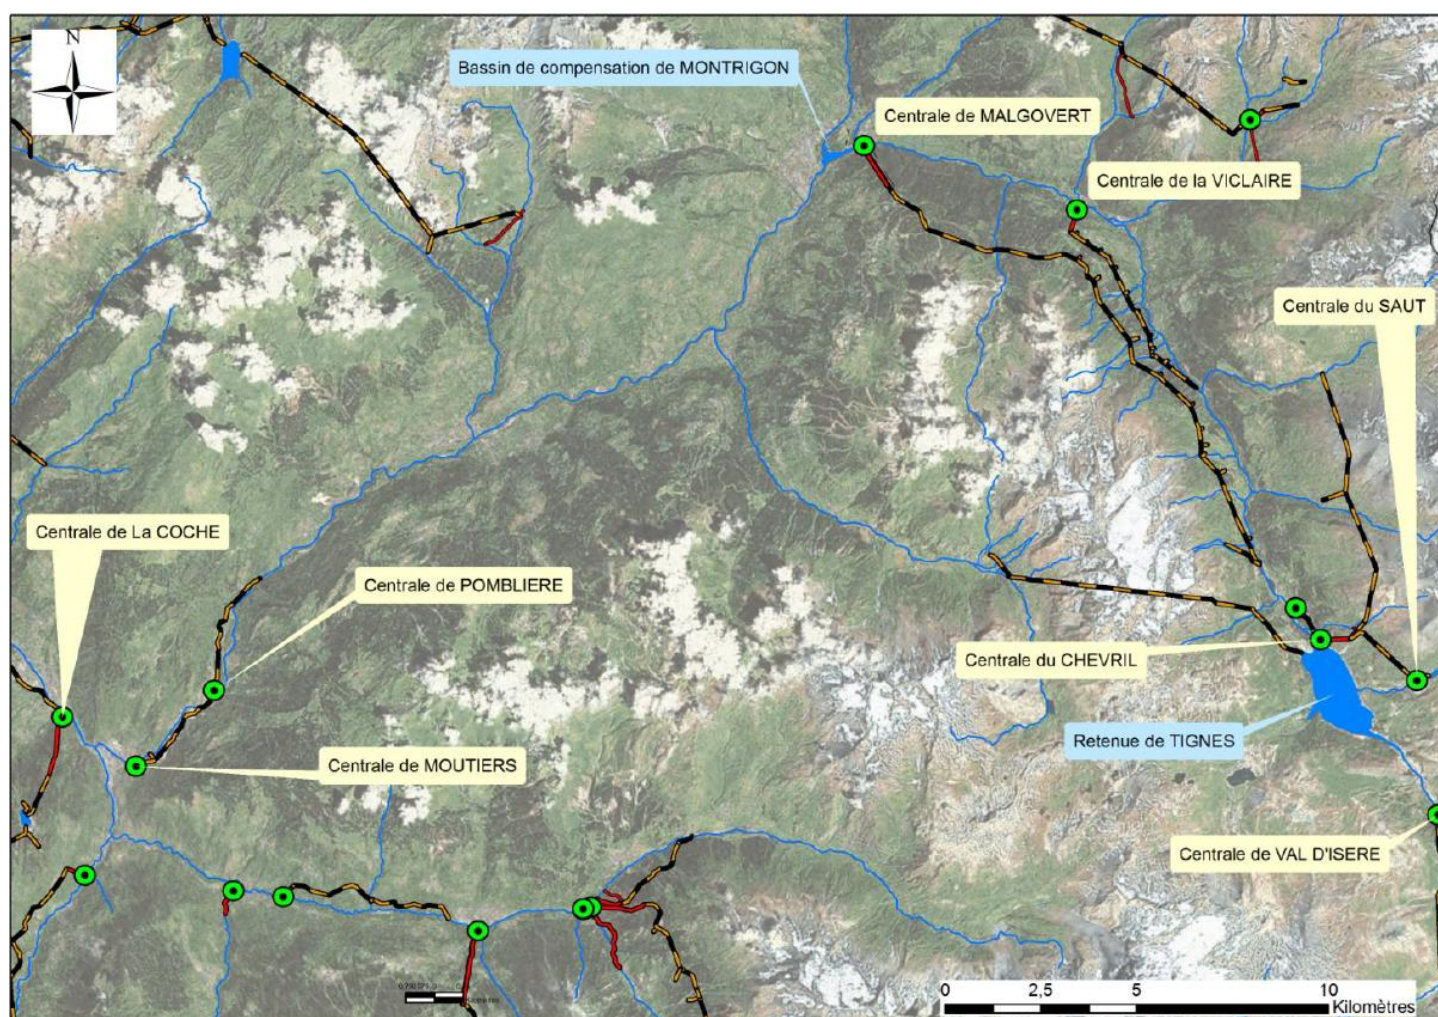 N
Bassin de compensation de MONTRIGON
Centrale de MALGOVERT
Centrale de la VICLAIRE
Centrale du SAUT
Centrale de La COCHE
Centrale de POMBLIERE
Centrale du CHEVRIL
Retenue de TIGNES
Centrale de MOUTIERS
Centrale de VAL D'ISERE
0 2,5 5 10
Kilomètres